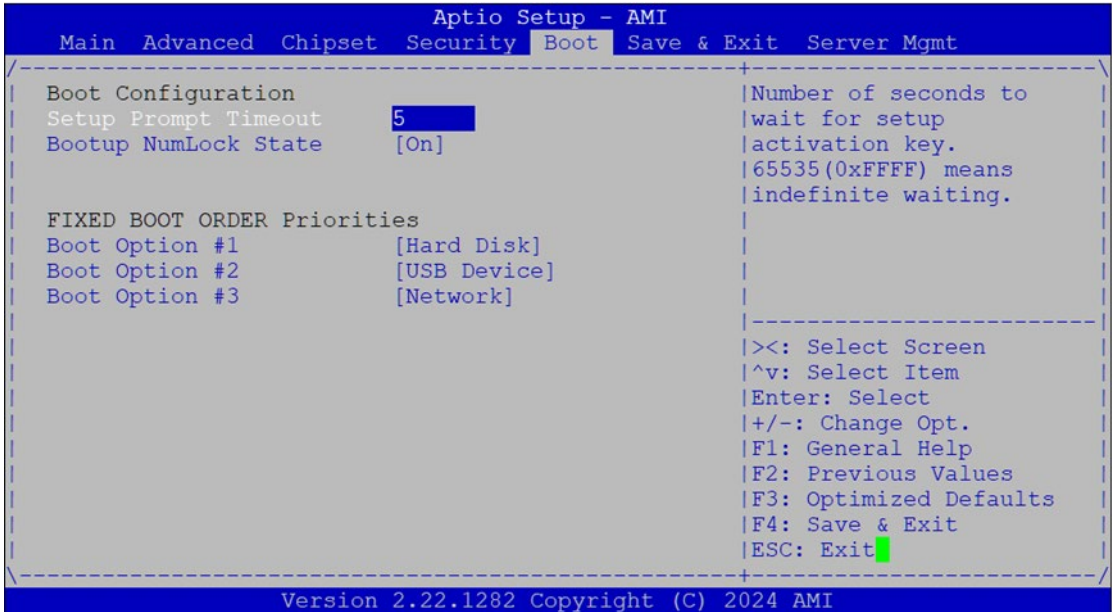 Aptio Setup - AMI
Main Advanced Chipset Security Boot Save & Exit Server Mgmt
Boot Configuration
Setup Prompt Timeout 5
Bootup NumLock State [On]
FIXED BOOT ORDER Priorities
Boot Option #1 [Hard Disk]
Boot Option #2 [USB Device]
Boot Option #3 [Network]
Number of seconds to
wait for setup
activation key.
65535(0xFFFF) means
indefinite waiting.
><: Select Screen
^v: Select Item
Enter: Select
+/-: Change Opt.
F1: General Help
F2: Previous Values
F3: Optimized Defaults
F4: Save & Exit
ESC: Exit
Version 2.22.1282 Copyright (C) 2024 AMI